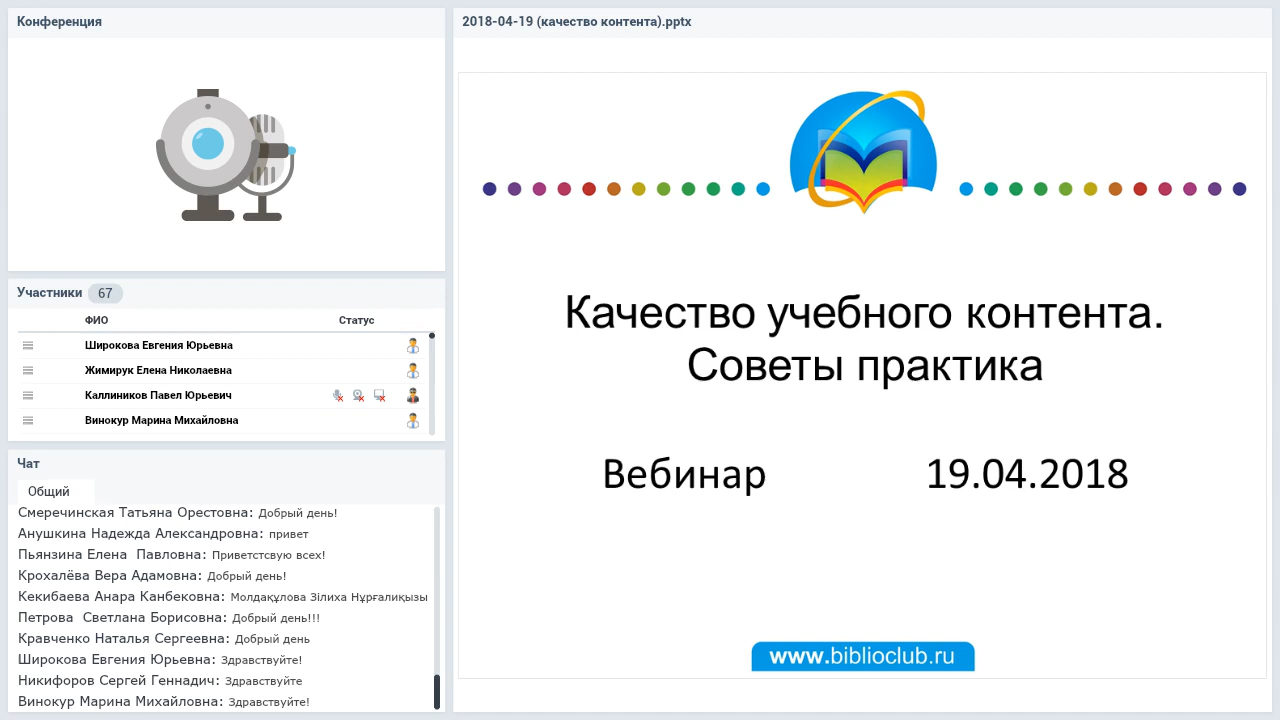 Конференция
Участники 67
ФИО Статус
Широкова Евгения Юрьевна
Жимирук Елена Николаевна
Каллиников Павел Юрьевич
Винокур Марина Михайловна
Чат
Общий
Смеречинская Татьяна Орестовна: Добрый день!
Анушкина Надежда Александровна: привет
Пьянзина Елена Павловна: Приветстсвую всех!
Крохалёва Вера Адамовна: Добрый день!
Кекибаева Анара Канбековна: Молдақұлова Зілиха Нұрғалиқызы
Петрова Светлана Борисовна: Добрый день!!!
Кравченко Наталья Сергеевна: Добрый день
Широкова Евгения Юрьевна: Здравствуйте!
Никифоров Сергей Геннадич: Здравствуйте
Винокур Марина Михайловна: Здравствуйте!
2018-04-19 (качество контента).pptx
Качество учебного контента.
Советы практика
Вебинар 19.04.2018
www.biblioclub.ru